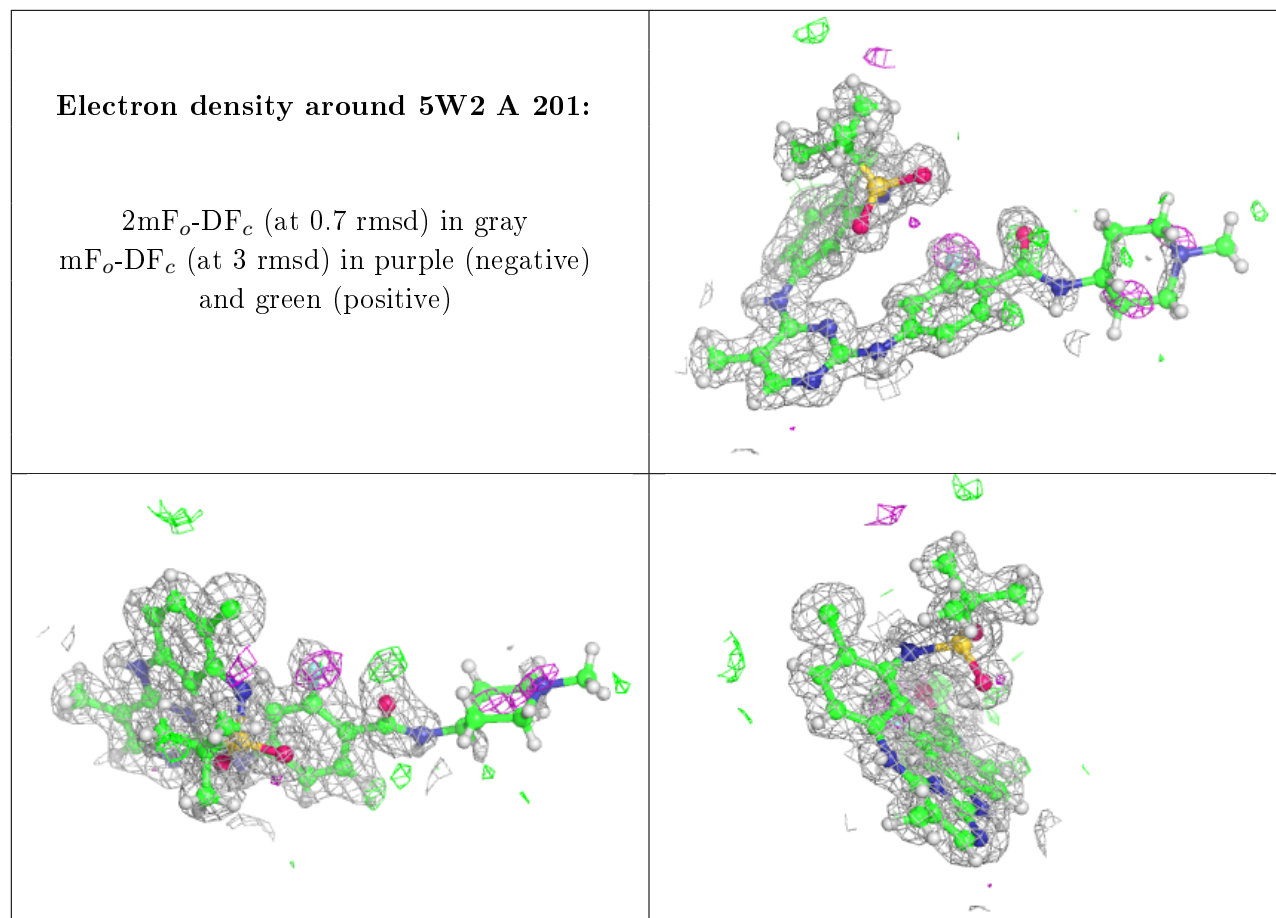 Electron density around 5W2 A 201:
2mFₒ-DF𝒸 (at 0.7 rmsd) in gray
mFₒ-DF𝒸 (at 3 rmsd) in purple (negative)
and green (positive)